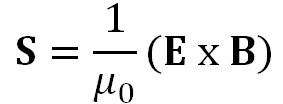 S = 1/μ₀ (E x B)